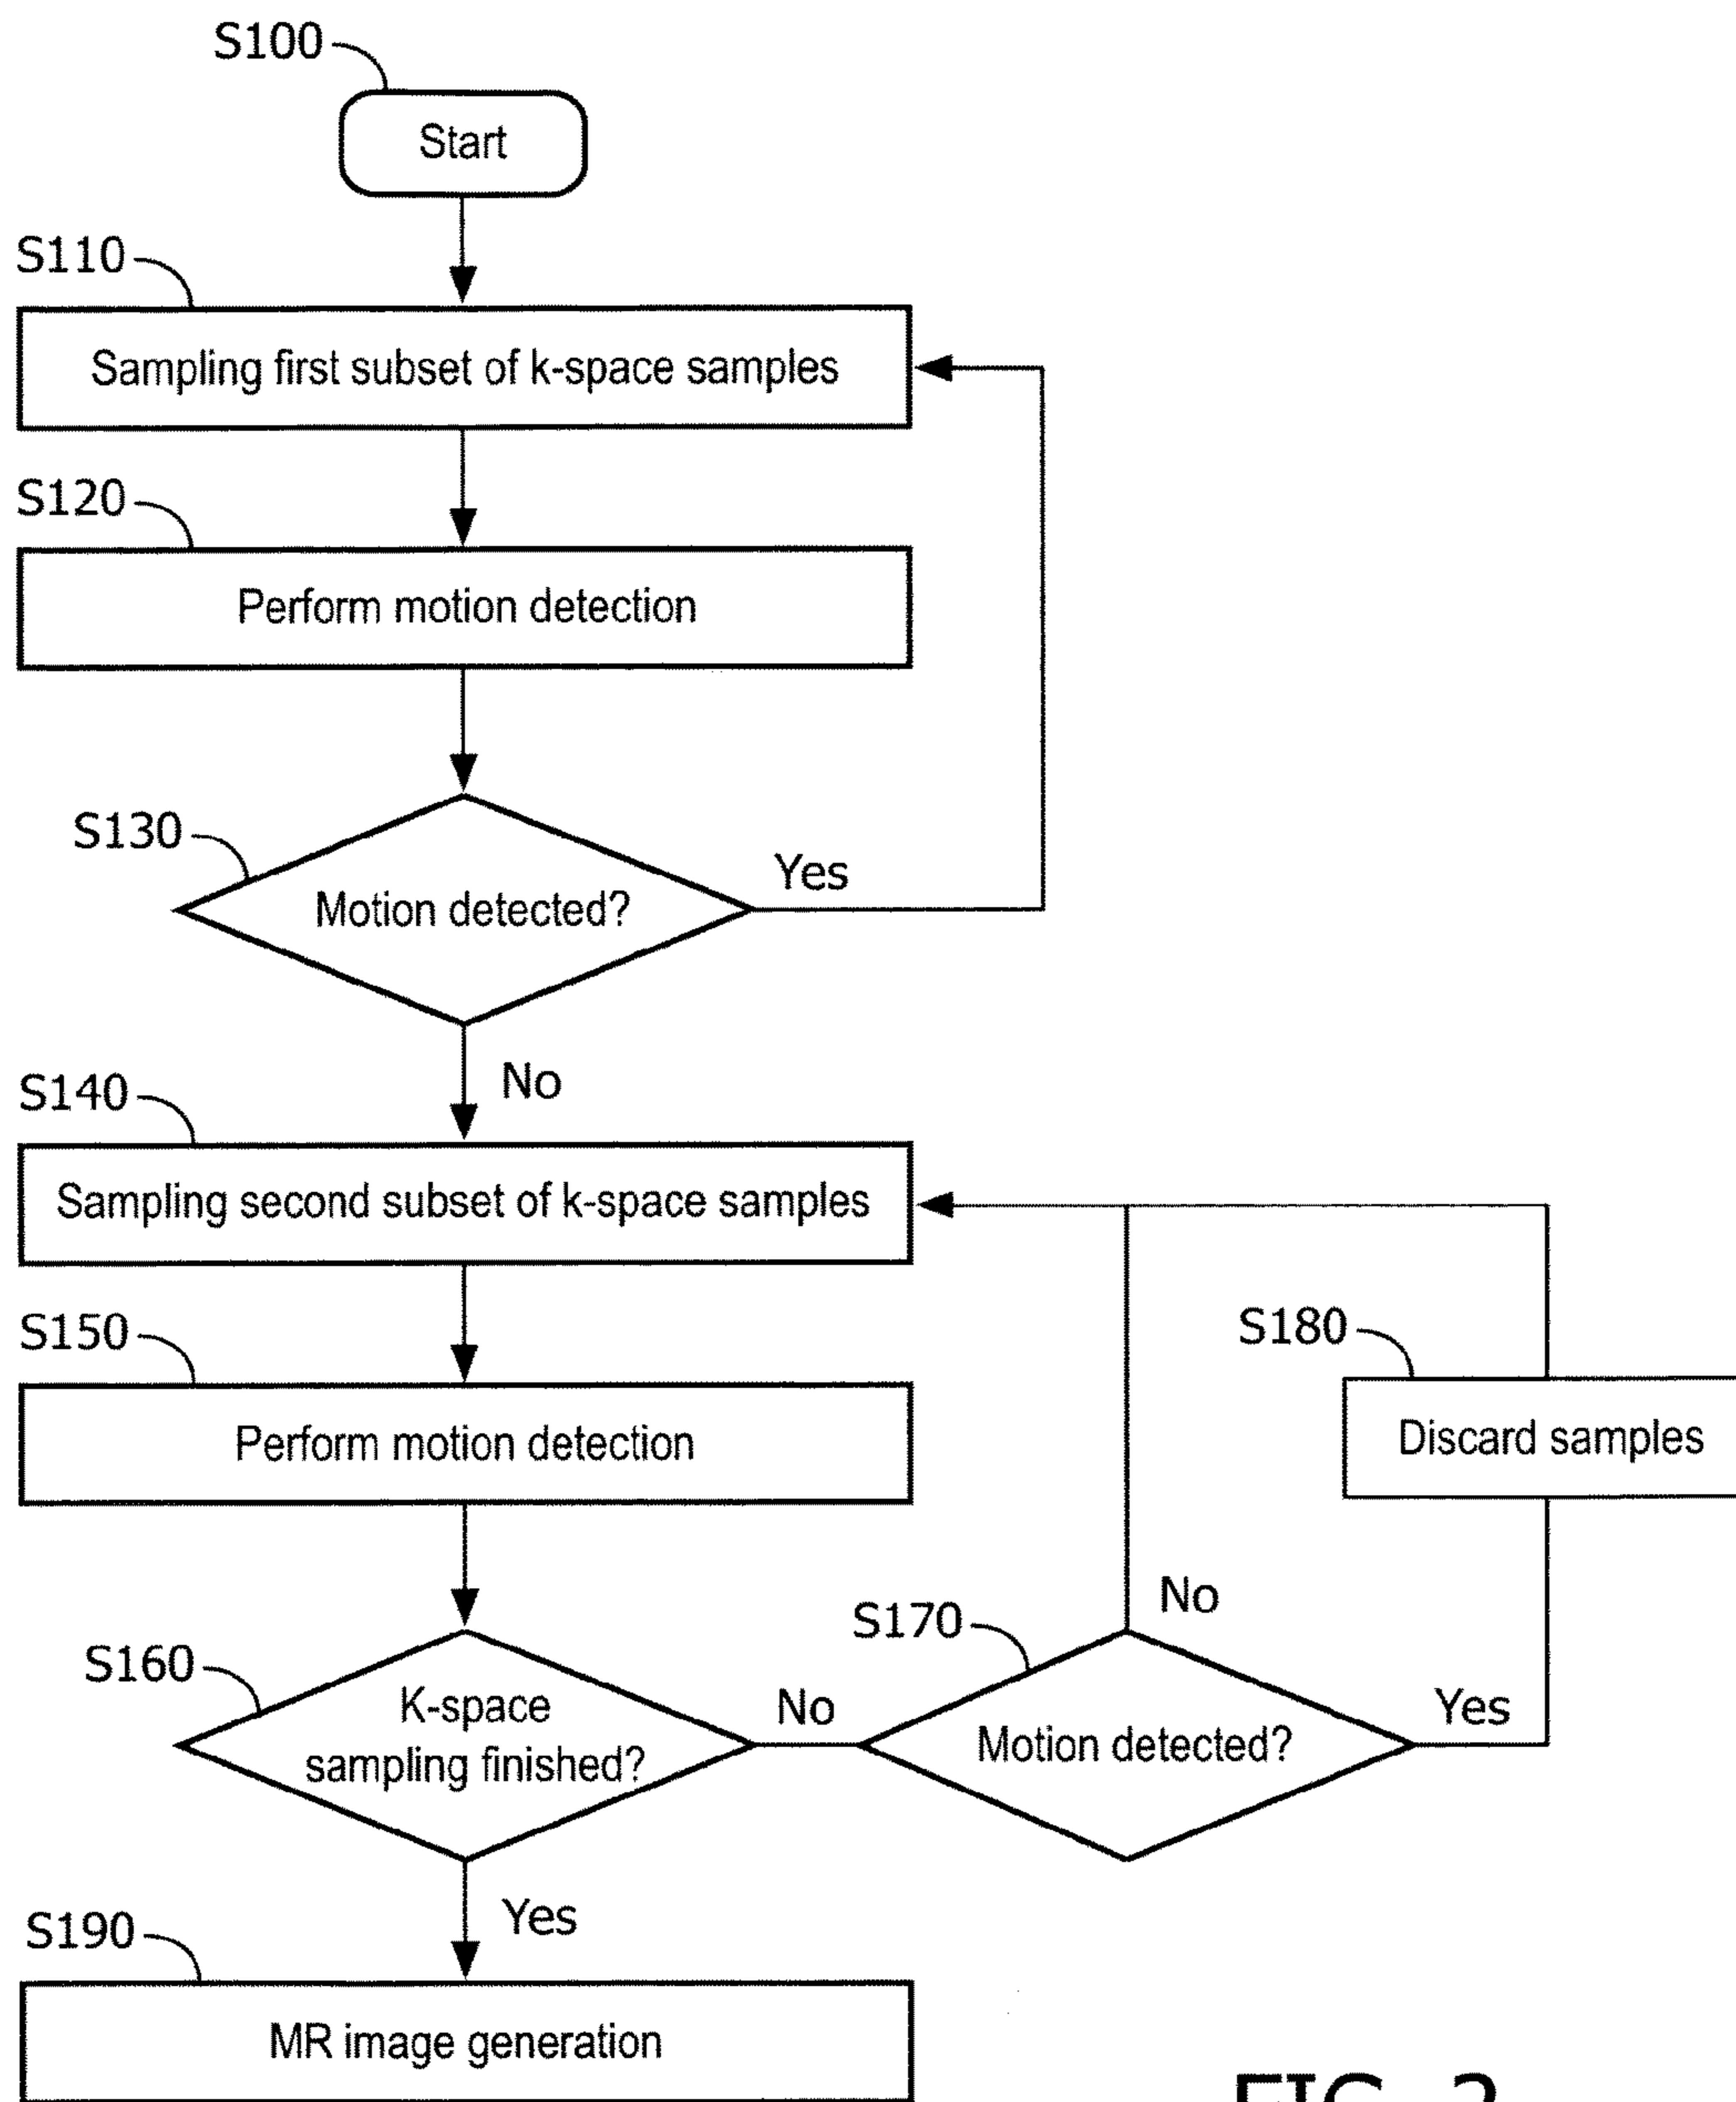 S100
Start
S110
Sampling first subset of k-space samples
S120
Perform motion detection
S130
Motion detected?
Yes
No
S140
Sampling second subset of k-space samples
S150
Perform motion detection
S180
Discard samples
S160
K-space
sampling finished?
No
S170
Motion detected?
No
Yes
Yes
S190
MR image generation
FIG. 2